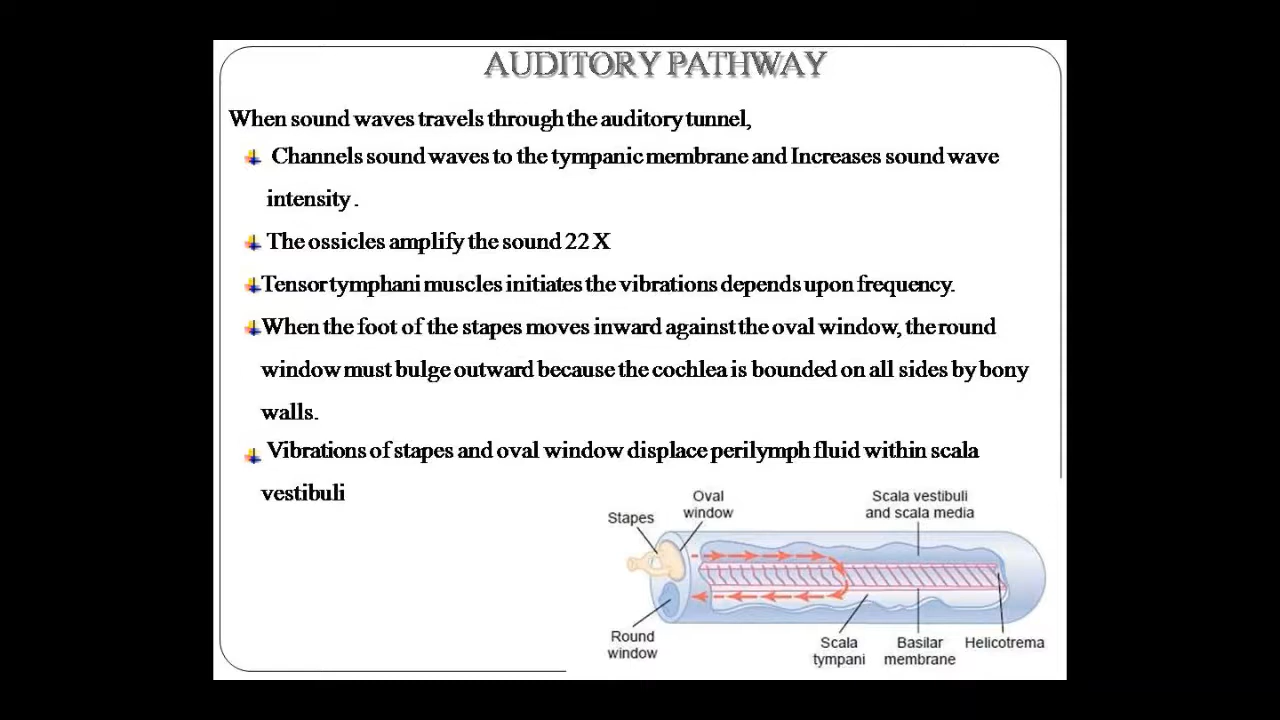 AUDITORY PATHWAY
When sound waves travels through the auditory tunnel,
Channels sound waves to the tympanic membrane and Increases sound wave
intensity .
The ossicles amplify the sound 22 X
Tensor tymphani muscles initiates the vibrations depends upon frequency.
When the foot of the stapes moves inward against the oval window, the round
window must bulge outward because the cochlea is bounded on all sides by bony
walls.
Vibrations of stapes and oval window displace perilymph fluid within scala
vestibuli
Stapes
Oval
window
Scala vestibuli
and scala media
Round
window
Scala
tympani
Basilar
membrane
Helicotrema